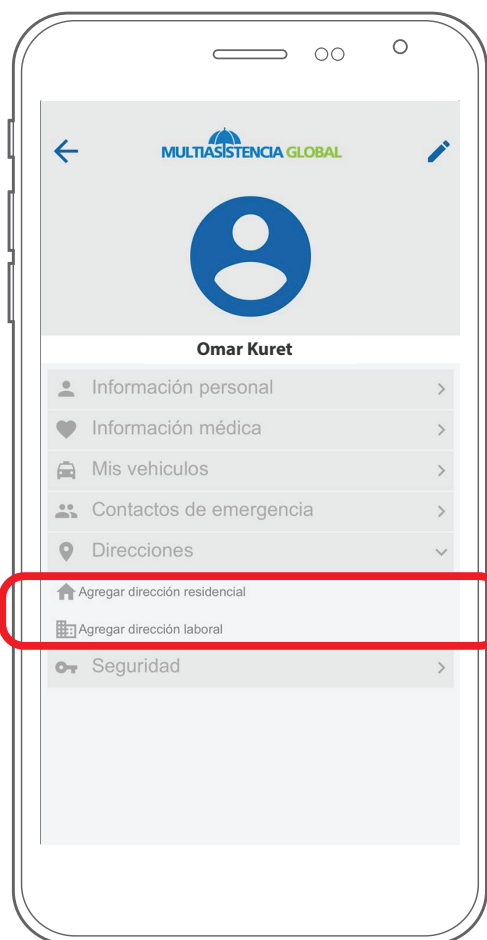 MULTIASISTENCIA GLOBAL
Omar Kuret
Información personal
Información médica
Mis vehiculos
Contactos de emergencia
Direcciones
Agregar dirección residencial
Agregar dirección laboral
Seguridad